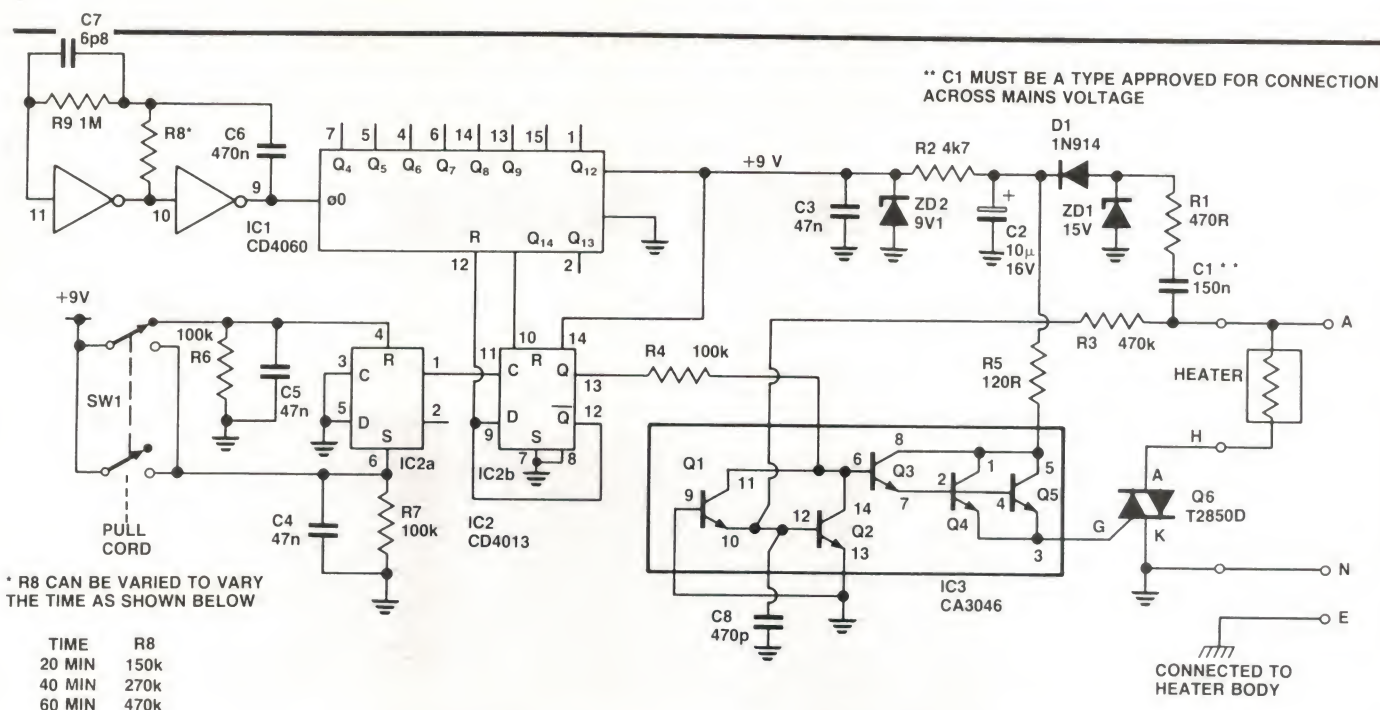 C7
6p8
R9 1M
R8*
C6
470n
11
10
9
IC1
CD4060
7 5 4 6 14 13 15 1
Q4 Q5 Q6 Q7 Q8 Q9 Q12
ø0
R Q14 Q13
12
2
** C1 MUST BE A TYPE APPROVED FOR CONNECTION
ACROSS MAINS VOLTAGE
+9 V
C3
47n
ZD2
9V1
R2 4k7
+
C2
10µ
16V
D1
1N914
ZD1
15V
R1
470R
C1 **
150n
R3
470k
A
HEATER
H
+9V
SW1
PULL
CORD
100k
R6
C5
47n
4
3
R
C
5
D
S
6
1
2
IC2a
C4
47n
R7
100k
10
14
11
C
R
Q
13
D
Q̅
12
9
S
7
8
IC2b
IC2
CD4013
R4
100k
R5
120R
Q1
9
11
10
12
14
Q2
13
6
Q3
8
7
2
1
Q4
4
5
Q5
3
IC3
CA3046
C8
470p
G
A
K
Q6
T2850D
N
E
CONNECTED TO
HEATER BODY
* R8 CAN BE VARIED TO VARY
THE TIME AS SHOWN BELOW
TIME R8
20 MIN 150k
40 MIN 270k
60 MIN 470k